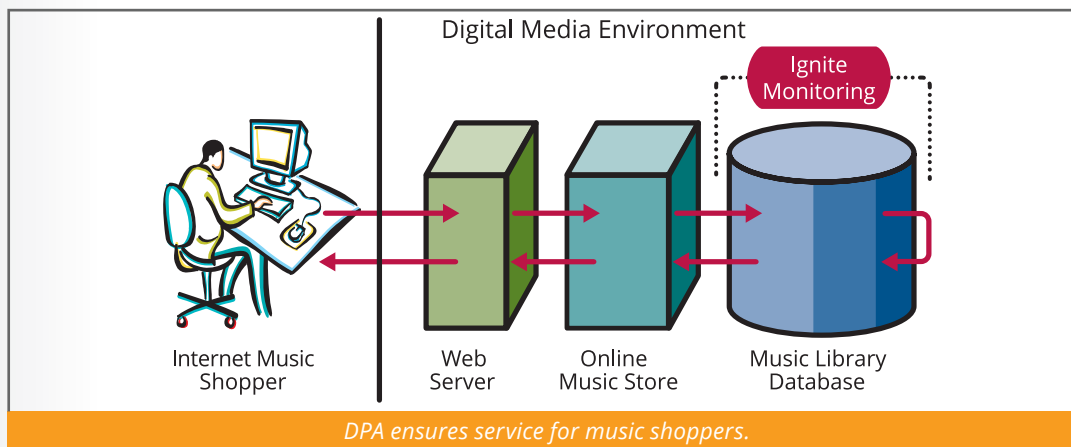 Digital Media Environment
Ignite
Monitoring
Internet Music
Shopper
Web
Server
Online
Music Store
Music Library
Database
DPA ensures service for music shoppers.